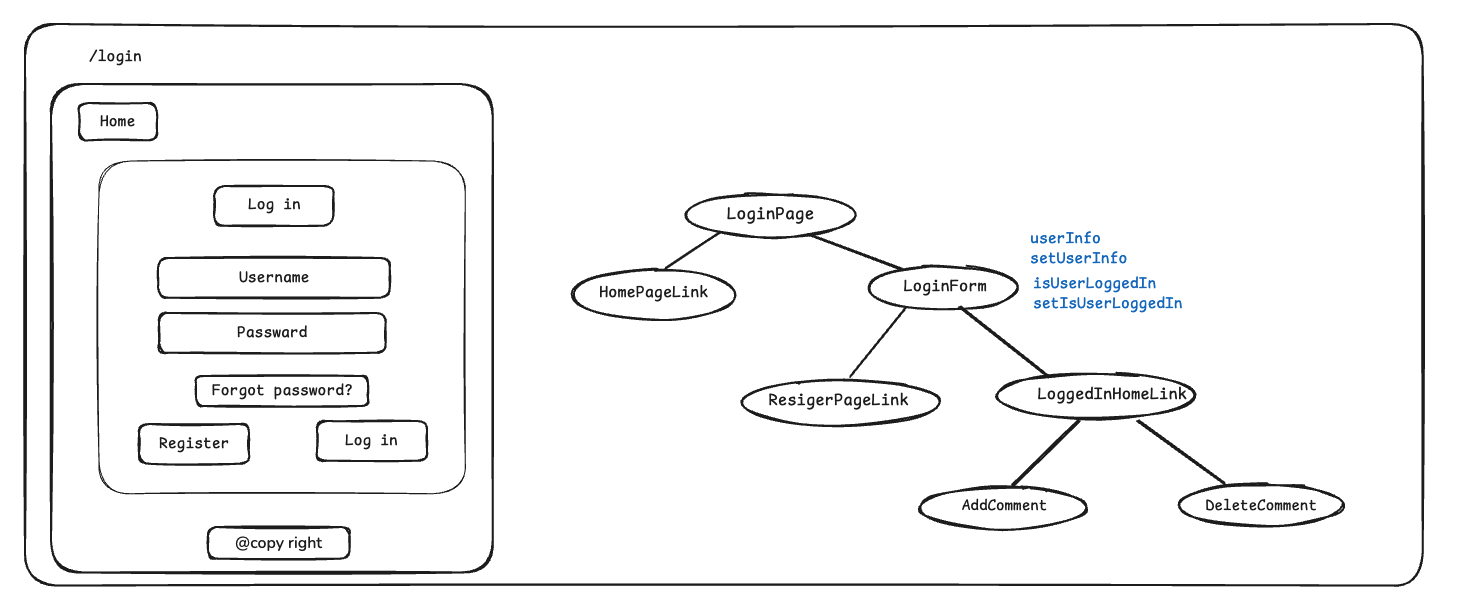 /login
Home
Log in
Username
Passward
Forgot password?
Register
Log in
@copy right
LoginPage
HomePageLink
LoginForm
userInfo
setUserInfo
isUserLoggedIn
setIsUserLoggedIn
ResigerPageLink
LoggedInHomeLink
AddComment
DeleteComment